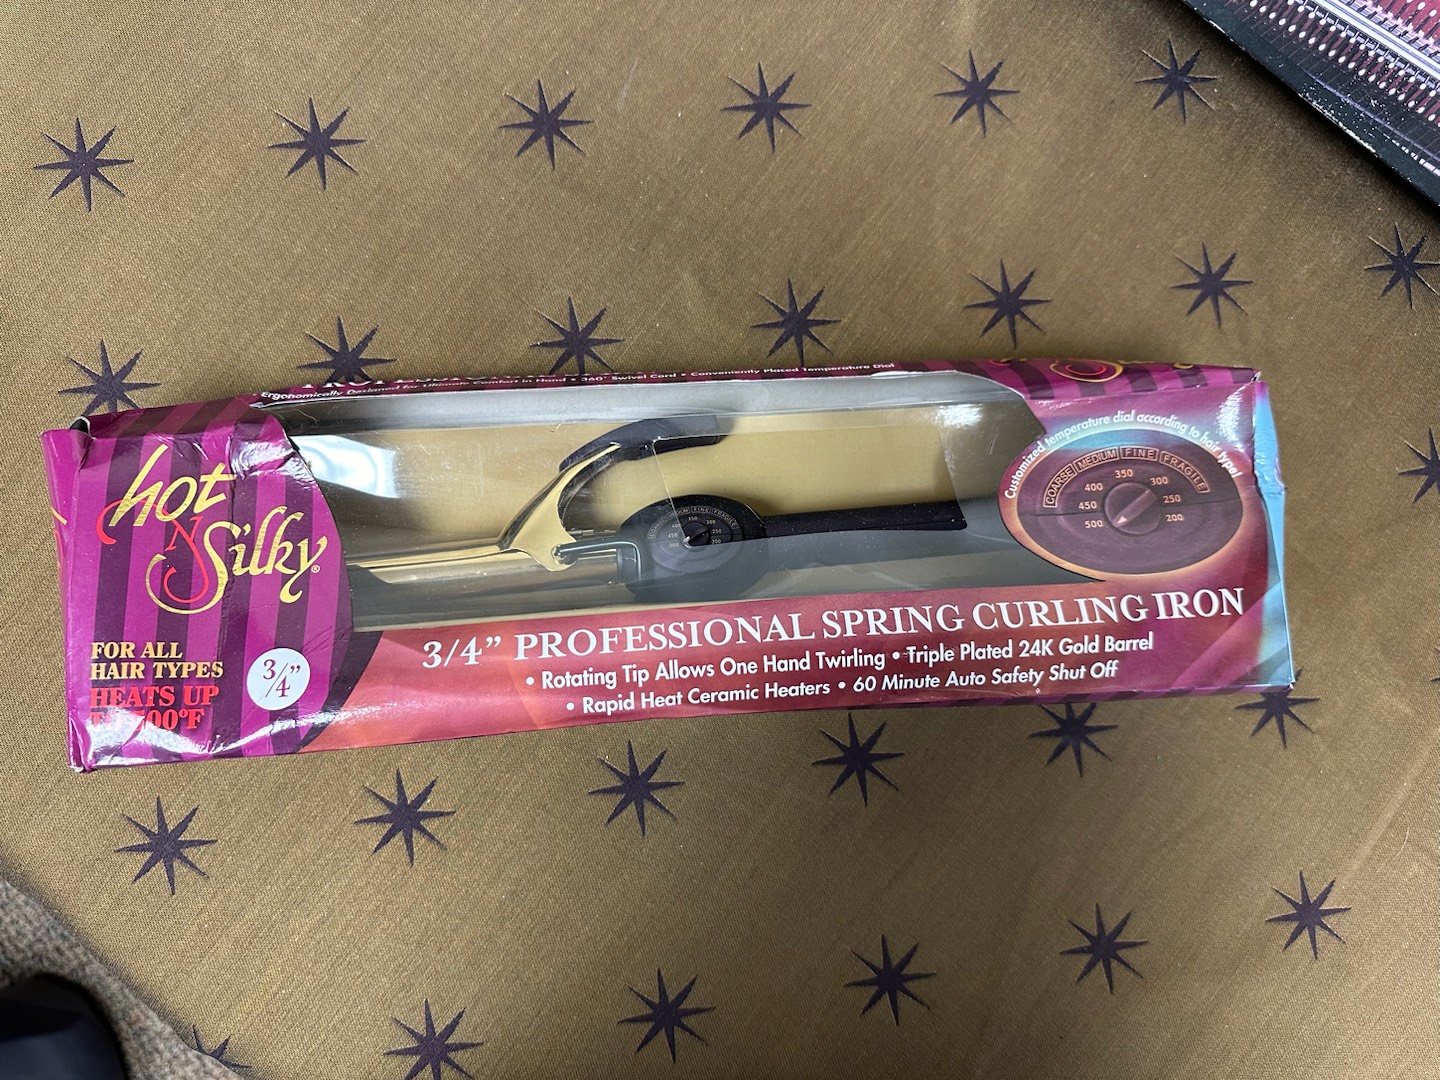 Ergonomically Designed for Ultimate Comfort in Hand • 360° Swivel Cord • Conveniently Placed Temperature Dial
hot
N
Silky®
FOR ALL
HAIR TYPES
HEATS UP
3/4”
Customized temperature dial according to hair type!
COARSE MEDIUM FINE FRAGILE
500 450 400 350 300 250 200
3/4” PROFESSIONAL SPRING CURLING IRON
• Rotating Tip Allows One Hand Twirling • Triple Plated 24K Gold Barrel
• Rapid Heat Ceramic Heaters • 60 Minute Auto Safety Shut Off